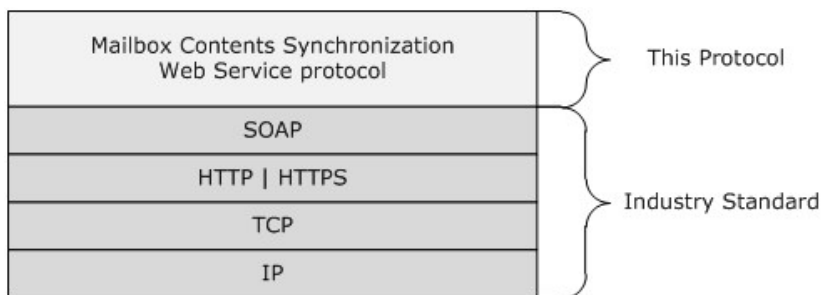 Mailbox Contents Synchronization
Web Service protocol
This Protocol
SOAP
HTTP | HTTPS
TCP
IP
Industry Standard